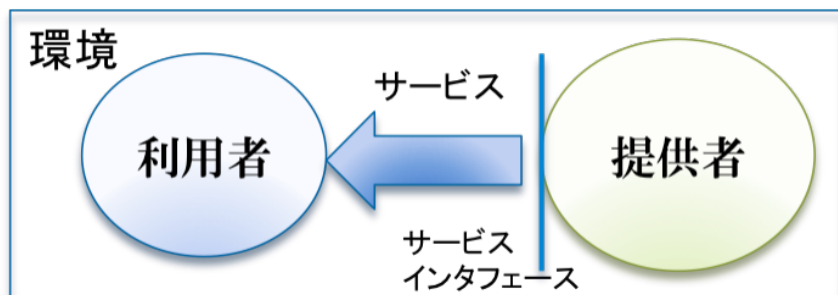 環境
サービス
利用者
提供者
サービス
インタフェース